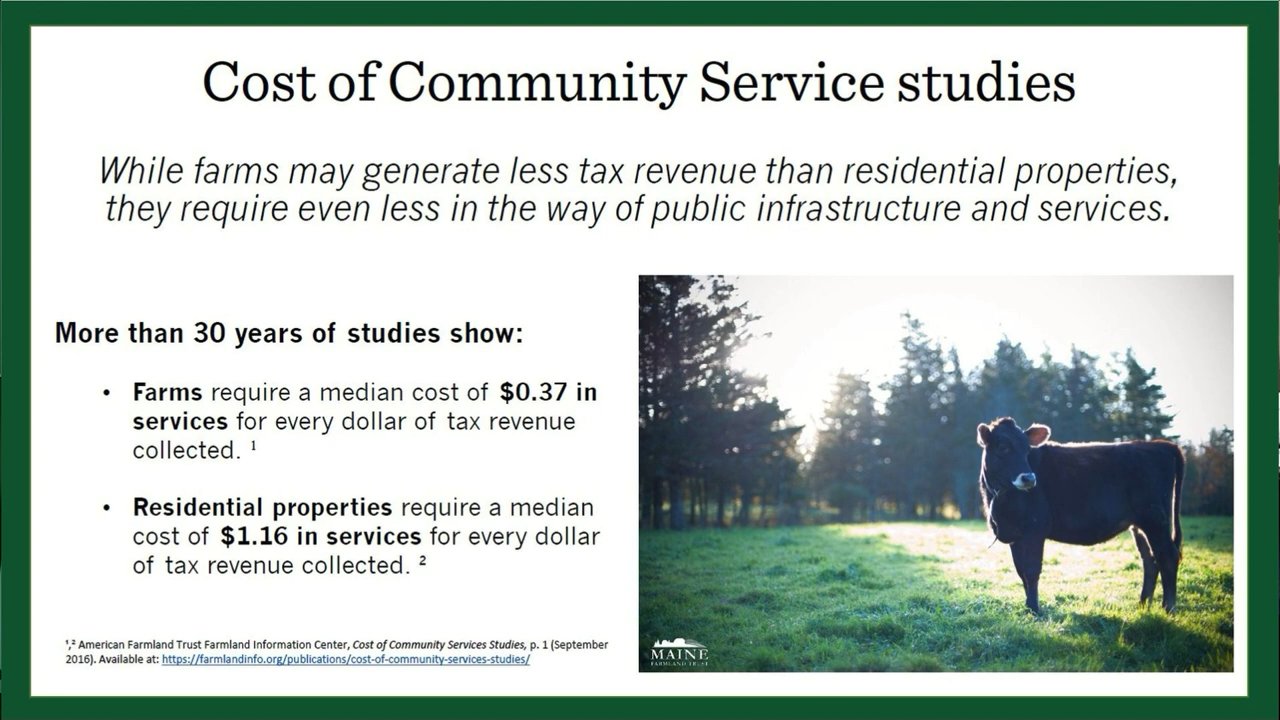 Cost of Community Service studies
While farms may generate less tax revenue than residential properties,
they require even less in the way of public infrastructure and services.
More than 30 years of studies show:
• Farms require a median cost of $0.37 in
services for every dollar of tax revenue
collected. ¹
• Residential properties require a median
cost of $1.16 in services for every dollar
of tax revenue collected. ²
¹,² American Farmland Trust Farmland Information Center, Cost of Community Services Studies, p. 1 (September
2016). Available at: https://farmlandinfo.org/publications/cost-of-community-services-studies/
MAINE
FARMLAND TRUST